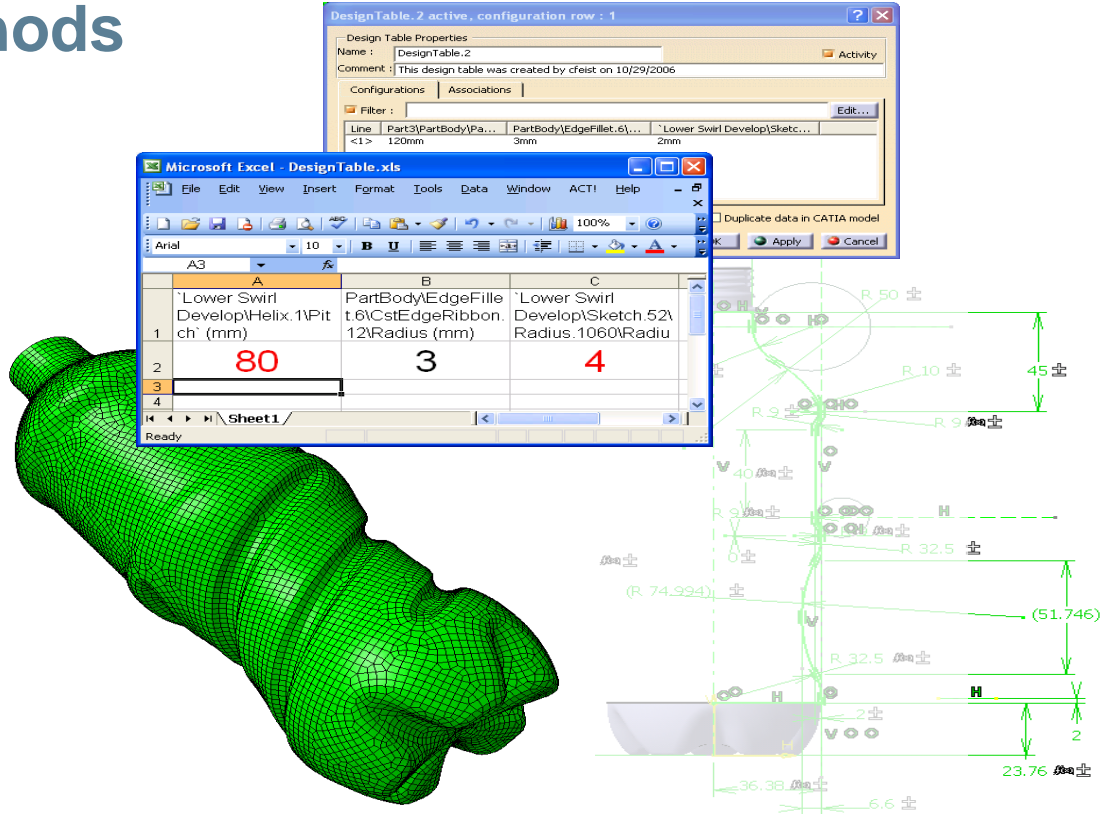 nods
DesignTable.2 active, configuration row : 1
Design Table Properties
Name :
DesignTable.2
Activity
Comment :
This design table was created by cfeist on 10/29/2006
Configurations
Associations
Filter :
Edit...
Line
Part3\PartBody\Pa...
PartBody\EdgeFillet.6\...
`Lower Swirl Develop\Sketc...
<1>
120mm
3mm
2mm
Duplicate data in CATIA model
K
Apply
Cancel
Microsoft Excel - DesignTable.xls
File Edit View Insert Format Tools Data Window ACT! Help
100%
Arial
10
B U
A
A3
fx
A B C
1
`Lower Swirl
Develop\Helix.1\Pit
ch` (mm)
PartBody\EdgeFille
t.6\CstEdgeRibbon.
12\Radius (mm)
`Lower Swirl
Develop\Sketch.52\
Radius.1060\Radiu
2 80 3 4
3
4
Sheet1
Ready
R 50
H
R 10
45
R 9
R 9
V
40
V
R 9
H
R 32.5
0
(R 74.994)
(51.746)
V
R 32.5
H
H
2
V
2
H
23.76
36.38
6.6